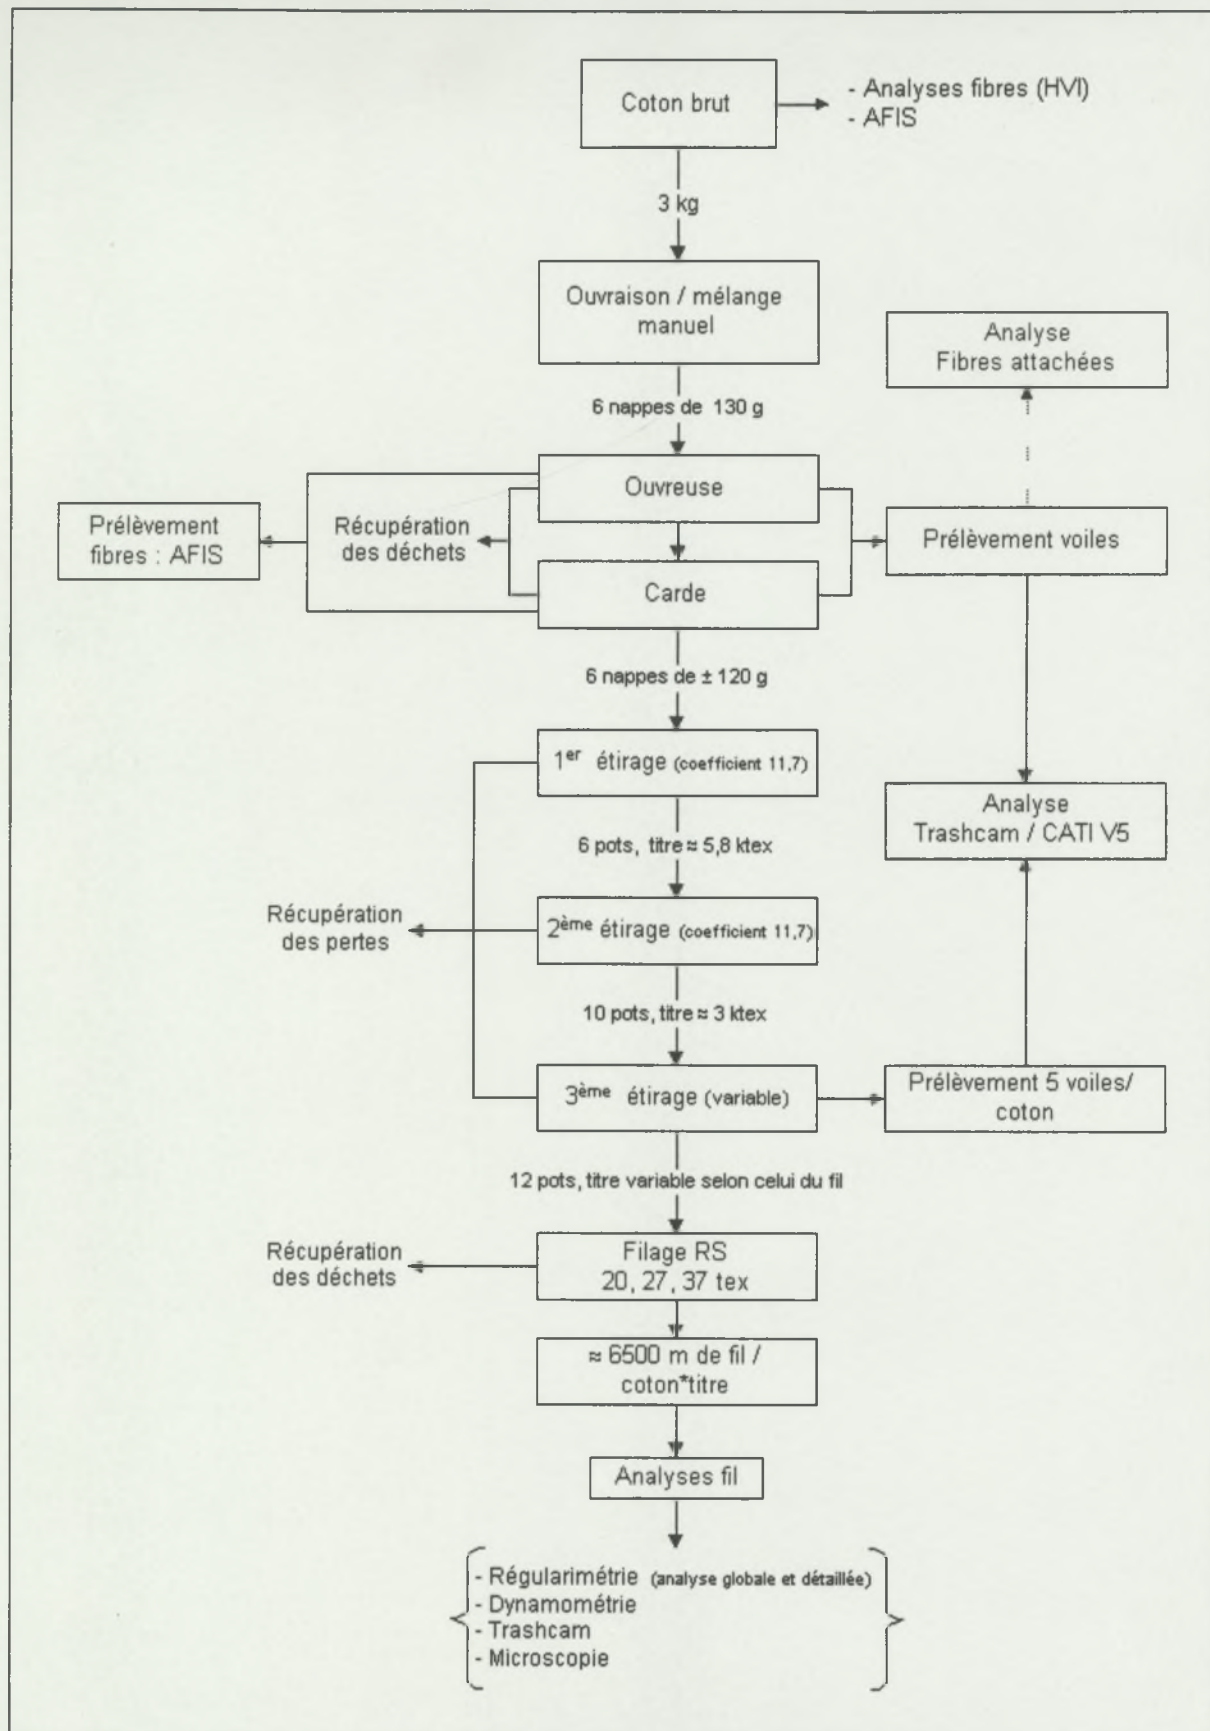 Coton brut
- Analyses fibres (HVI)
- AFIS
3 kg
Ouvraison / mélange
manuel
Analyse
Fibres attachées
6 nappes de 130 g
Ouvreuse
Prélèvement
fibres : AFIS
Récupération
des déchets
Prélèvement voiles
Carde
6 nappes de ± 120 g
1er étirage (coefficient 11,7)
Analyse
Trashcam / CATI V5
6 pots, titre ≈ 5,8 ktex
Récupération
des pertes
2ème étirage (coefficient 11,7)
10 pots, titre ≈ 3 ktex
3ème étirage (variable)
Prélèvement 5 voiles/
coton
12 pots, titre variable selon celui du fil
Récupération
des déchets
Filage RS
20, 27, 37 tex
≈ 6500 m de fil /
coton*titre
Analyses fil
- Régularimétrie (analyse globale et détaillée)
- Dynamométrie
- Trashcam
- Microscopie